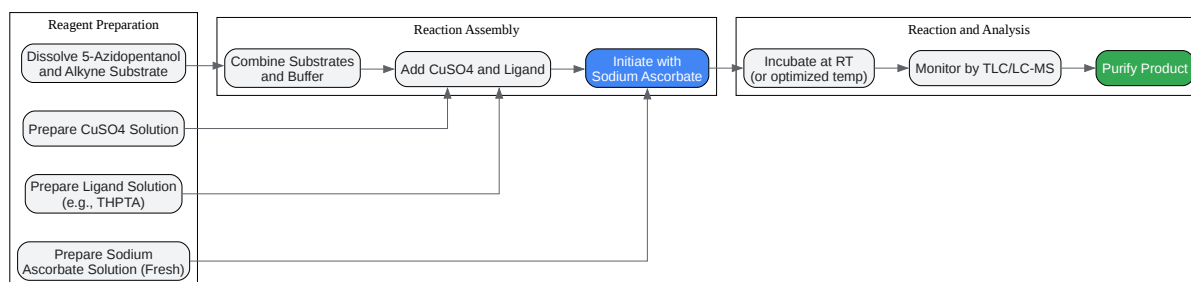 Reagent Preparation
Dissolve 5-Azidopentanol
and Alkyne Substrate
Prepare CuSO4 Solution
Prepare Ligand Solution
(e.g., THPTA)
Prepare Sodium
Ascorbate Solution (Fresh)
Reaction Assembly
Combine Substrates
and Buffer
Add CuSO4 and Ligand
Initiate with
Sodium Ascorbate
Reaction and Analysis
Incubate at RT
(or optimized temp)
Monitor by TLC/LC-MS
Purify Product